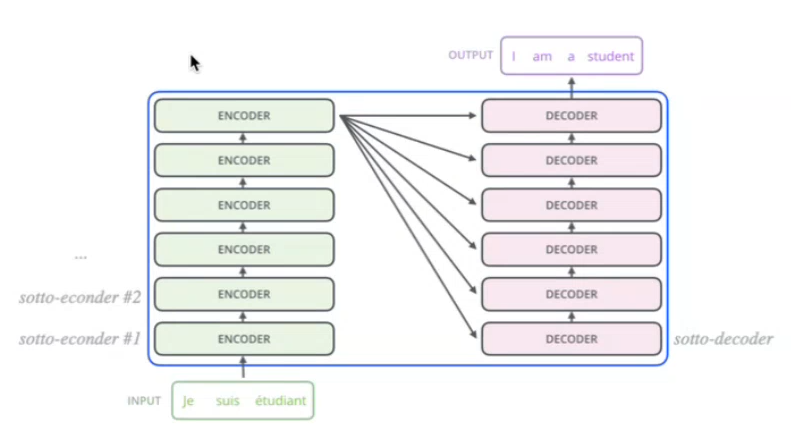 OUTPUT I am a student
ENCODER DECODER
ENCODER DECODER
ENCODER DECODER
... ENCODER DECODER
sotto-econder #2 ENCODER DECODER
sotto-econder #1 ENCODER DECODER sotto-decoder
INPUT Je suis étudiant